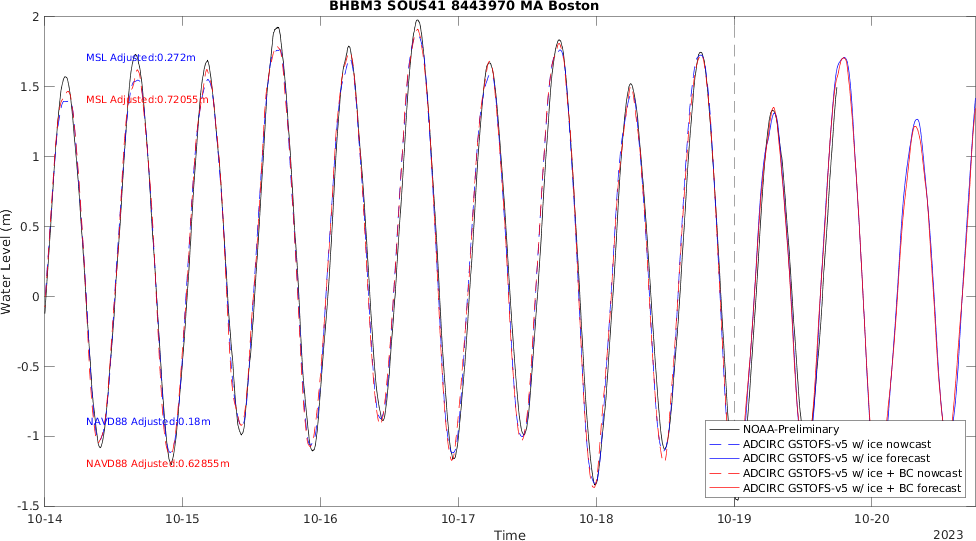 BHBM3 SOUS41 8443970 MA Boston
2
1.5
1
0.5
0
-0.5
-1
-1.5
Water Level (m)
MSL Adjusted:0.272m
MSL Adjusted:0.72055m
NAVD88 Adjusted:0.18m
NAVD88 Adjusted:0.62855m
NOAA-Preliminary
ADCIRC GSTOFS-v5 w/ ice nowcast
ADCIRC GSTOFS-v5 w/ ice forecast
ADCIRC GSTOFS-v5 w/ ice + BC nowcast
ADCIRC GSTOFS-v5 w/ ice + BC forecast
10-14 10-15 10-16 10-17 10-18 10-19 10-20
Time
2023